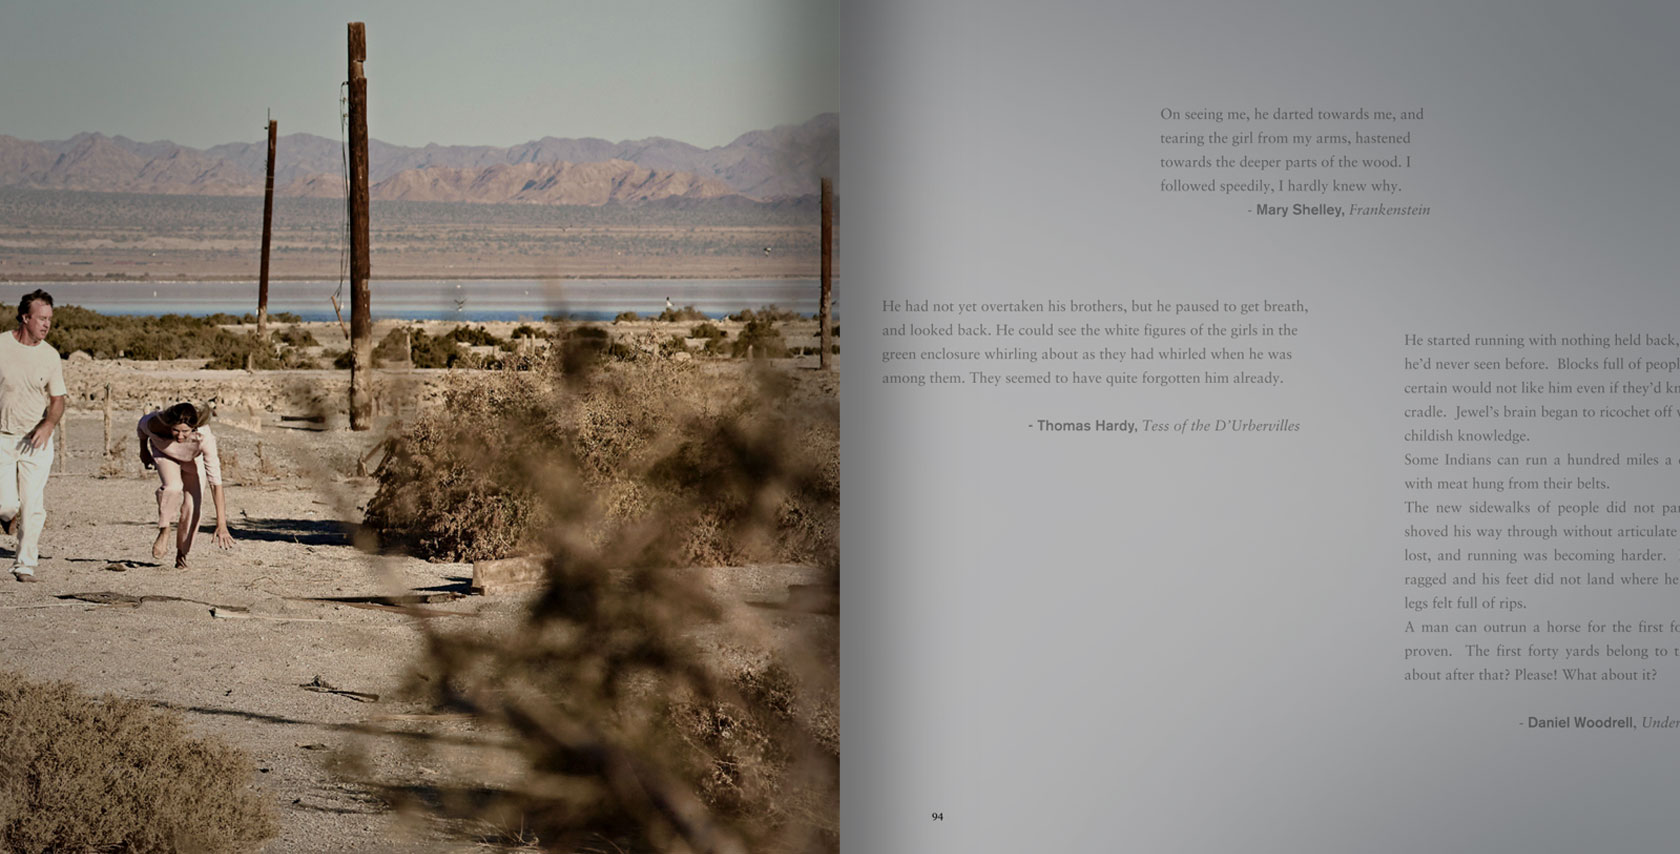 On seeing me, he darted towards me, and
tearing the girl from my arms, hastened
towards the deeper parts of the wood. I
followed speedily, I hardly knew why.
- Mary Shelley, Frankenstein
He had not yet overtaken his brothers, but he paused to get breath,
and looked back. He could see the white figures of the girls in the
green enclosure whirling about as they had whirled when he was
among them. They seemed to have quite forgotten him already.
- Thomas Hardy, Tess of the D'Urbervilles
He started running with nothing held back,
he'd never seen before. Blocks full of
certain would not like him even if they'd
cradle. Jewel's brain began to ricochet off
childish knowledge.
Some Indians can run a hundred miles a
with meat hung from their belts.
The new sidewalks of people did not
shoved his way through without articulate
lost, and running was becoming harder.
ragged and his feet did not land where he
legs felt full of rips.
A man can outrun a horse for the first
proven. The first forty yards belong to
about after that? Please! What about it?
- Daniel Woodrell, Under
94